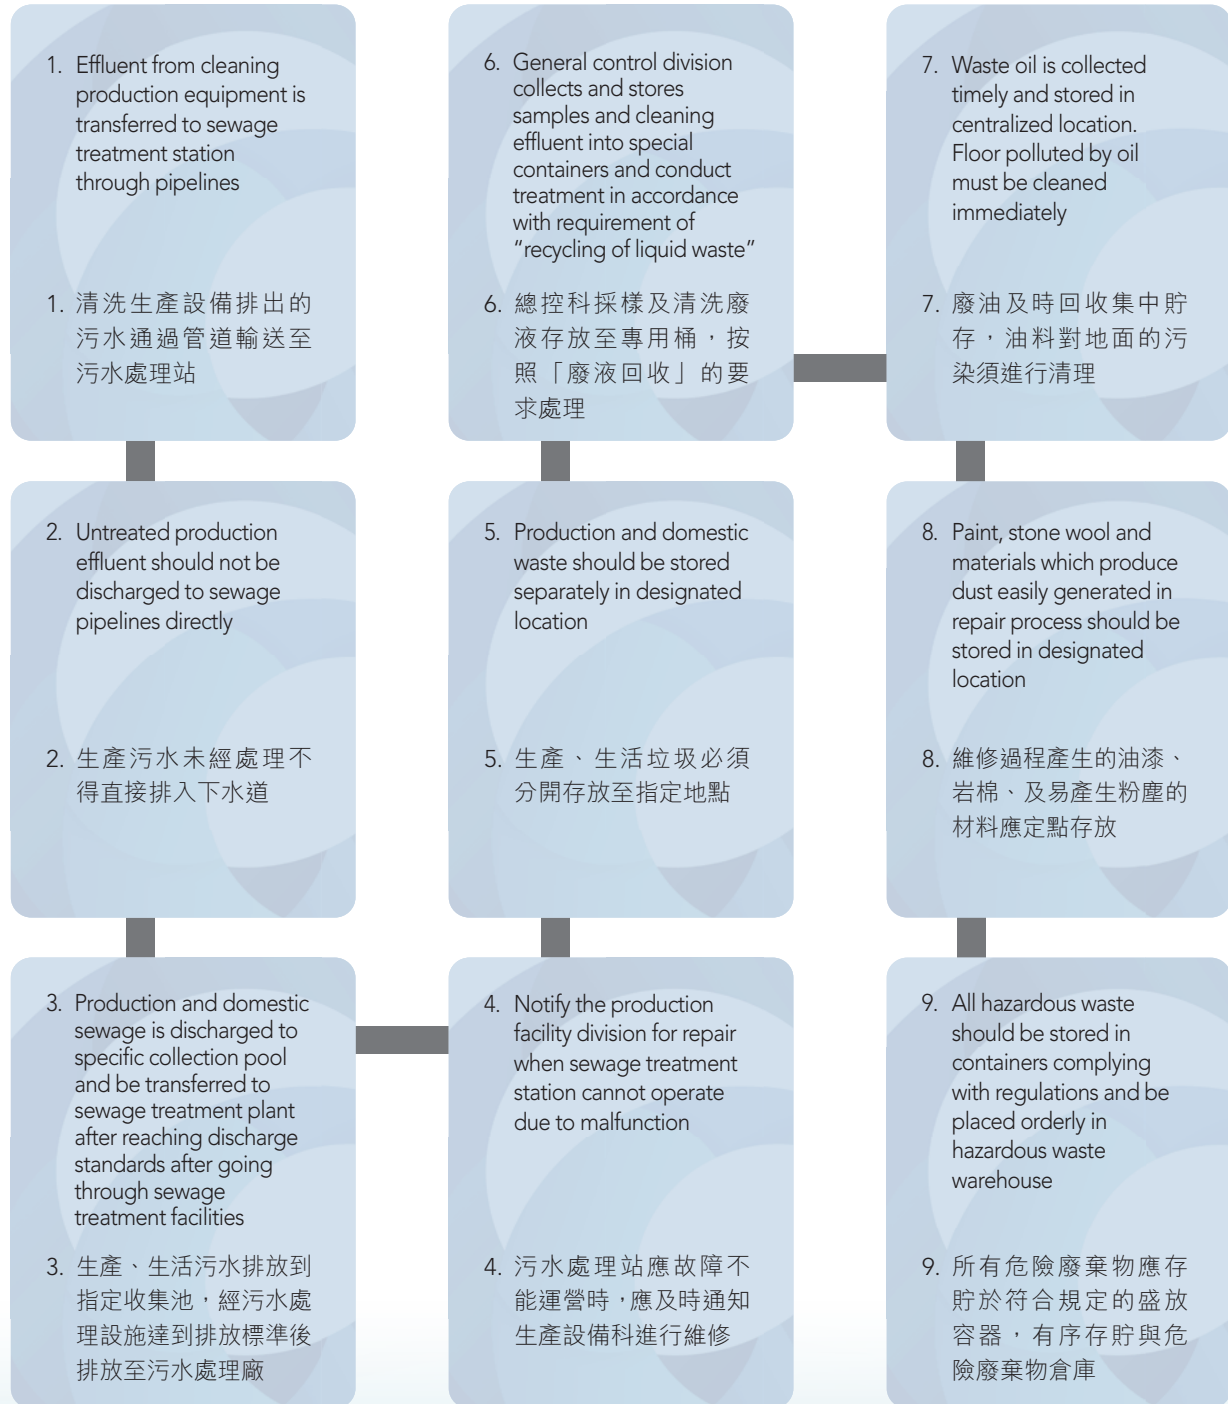 1. Effluent from cleaning
production equipment is
transferred to sewage
treatment station
through pipelines
1. 清洗生產設備排出的
污水通過管道輸送至
污水處理站
2. Untreated production
effluent should not be
discharged to sewage
pipelines directly
2. 生產污水未經處理不
得直接排入下水道
3. Production and domestic
sewage is discharged to
specific collection pool
and be transferred to
sewage treatment plant
after reaching discharge
standards after going
through sewage
treatment facilities
3. 生產、生活污水排放到
指定收集池，經污水處
理設施達到排放標準後
排放至污水處理廠
4. Notify the production
facility division for repair
when sewage treatment
station cannot operate
due to malfunction
4. 污水處理站應故障不
能運營時，應及時通知
生產設備科進行維修
5. Production and domestic
waste should be stored
separately in designated
location
5. 生產、生活垃圾必須
分開存放至指定地點
6. General control division
collects and stores
samples and cleaning
effluent into special
containers and conduct
treatment in accordance
with requirement of
“recycling of liquid waste”
6. 總控科採樣及清洗廢
液存放至專用桶，按
照「廢液回收」的要
求處理
7. Waste oil is collected
timely and stored in
centralized location.
Floor polluted by oil
must be cleaned
immediately
7. 廢油及時回收集中貯
存，油料對地面的污
染須進行清理
8. Paint, stone wool and
materials which produce
dust easily generated in
repair process should be
stored in designated
location
8. 維修過程產生的油漆、
岩棉、及易產生粉塵的
材料應定點存放
9. All hazardous waste
should be stored in
containers complying
with regulations and be
placed orderly in
hazardous waste
warehouse
9. 所有危險廢棄物應存
貯於符合規定的盛放
容器，有序存貯與危
險廢棄物倉庫